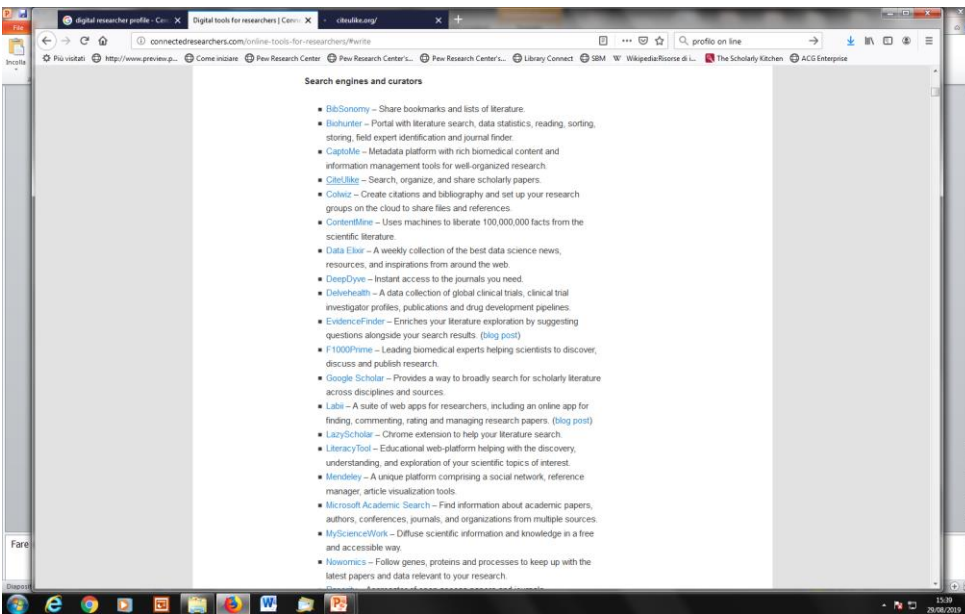 digital researcher profile - Cen
Digital tools for researchers | Conn
citeulike.org/
File
connectedresearchers.com/online-tools-for-researchers/#write
profilo on line
Incolla
Più visitati
http://www.preview.p...
Come iniziare
Pew Research Center
Pew Research Center's...
Pew Research Center's...
Library Connect
SBM
Wikipedia:Risorse di i...
The Scholarly Kitchen
ACG Enterprise
Search engines and curators
BibSonomy – Share bookmarks and lists of literature.
Biohunter – Portal with literature search, data statistics, reading, sorting,
storing, field expert identification and journal finder.
CaptoMe – Metadata platform with rich biomedical content and
information management tools for well-organized research.
CiteUlike – Search, organize, and share scholarly papers.
Colwiz – Create citations and bibliography and set up your research
groups on the cloud to share files and references.
ContentMine – Uses machines to liberate 100,000,000 facts from the
scientific literature.
Data Elixir – A weekly collection of the best data science news,
resources, and inspirations from around the web.
DeepDyve – Instant access to the journals you need.
Delvehealth – A data collection of global clinical trials, clinical trial
investigator profiles, publications and drug development pipelines.
EvidenceFinder – Enriches your literature exploration by suggesting
questions alongside your search results. (blog post)
F1000Prime – Leading biomedical experts helping scientists to discover,
discuss and publish research.
Google Scholar – Provides a way to broadly search for scholarly literature
across disciplines and sources.
Labii – A suite of web apps for researchers, including an online app for
finding, commenting, rating and managing research papers. (blog post)
LazyScholar – Chrome extension to help your literature search.
LiteracyTool – Educational web-platform helping with the discovery,
understanding, and exploration of your scientific topics of interest.
Mendeley – A unique platform comprising a social network, reference
manager, article visualization tools.
Microsoft Academic Search – Find information about academic papers,
authors, conferences, journals, and organizations from multiple sources.
MyScienceWork – Diffuse scientific information and knowledge in a free
and accessible way.
Nowomics – Follow genes, proteins and processes to keep up with the
latest papers and data relevant to your research.
Fare
Diaposit
15:39
29/08/2019